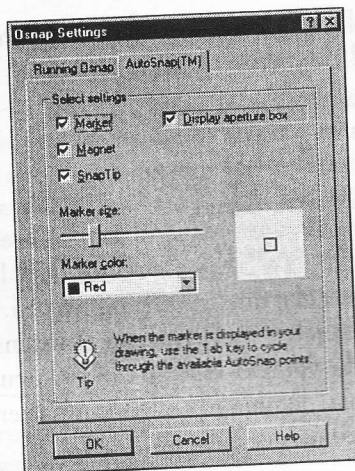 Osnap Settings
Running Osnap AutoSnap(TM)
Select settings
Marker
Display aperture box
Magnet
SnapTip
Marker size:
Marker color:
Red
When the marker is displayed in your
drawing, use the Tab key to cycle
through the available AutoSnap points.
Tip
OK Cancel Help